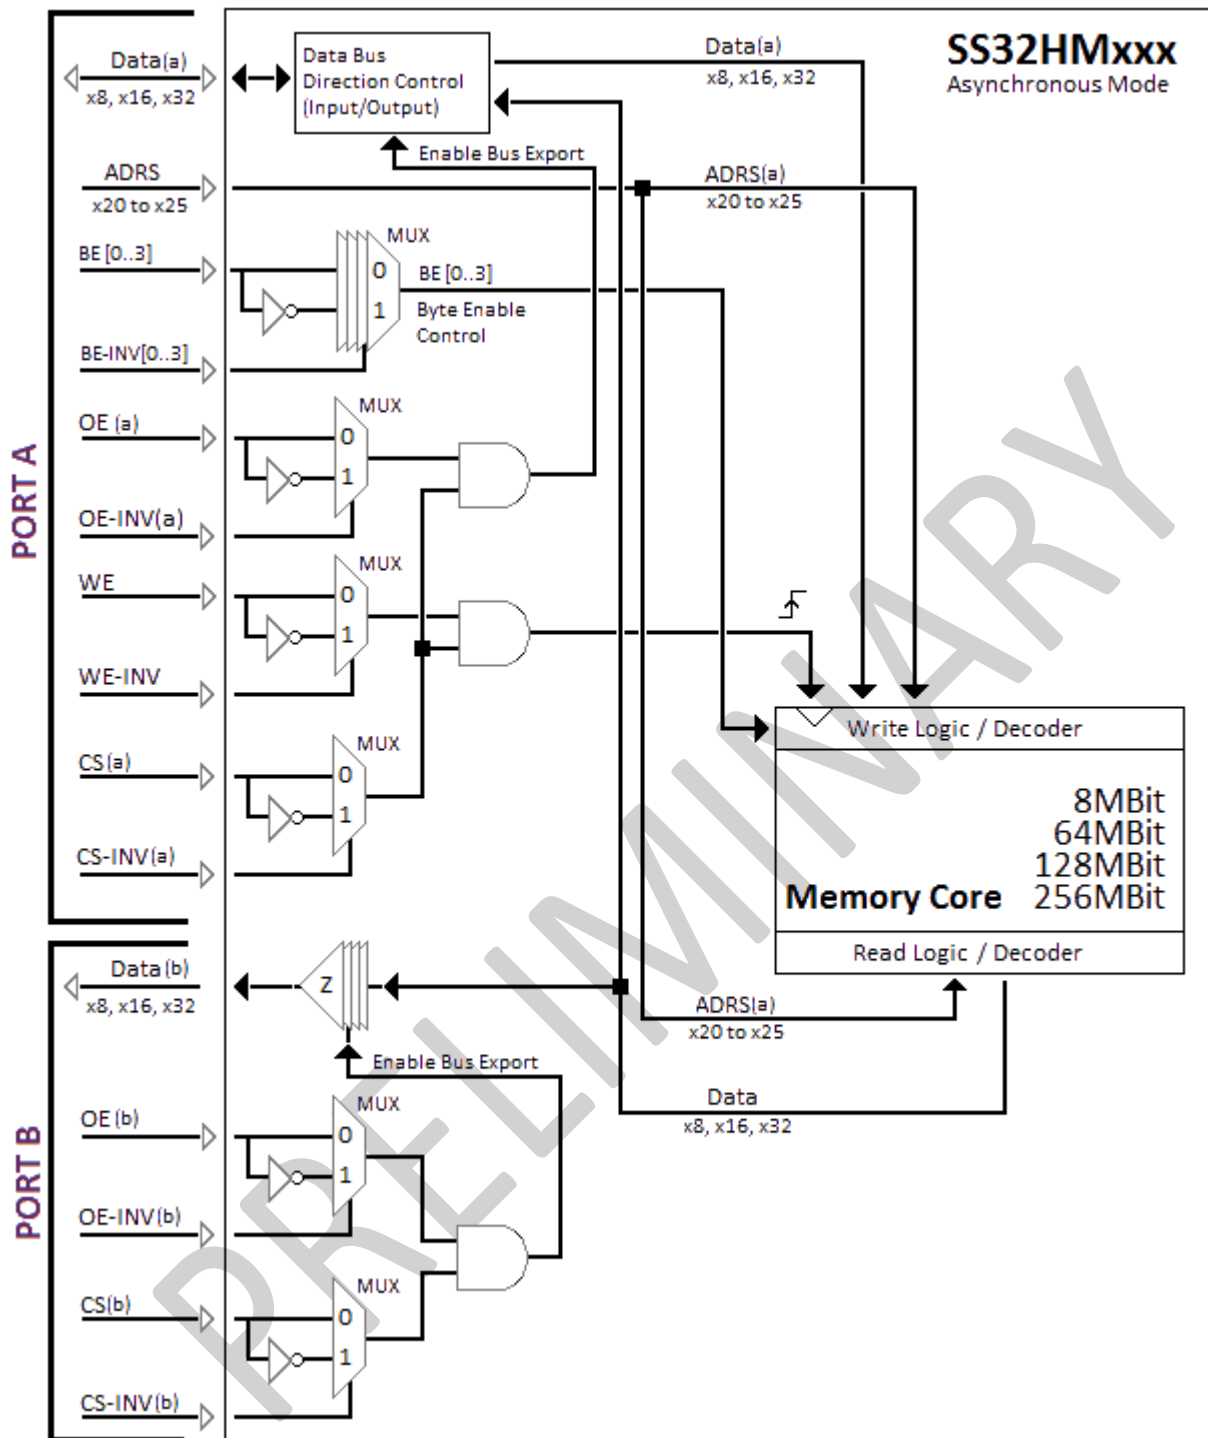 SS32HMxxx
Asynchronous Mode
PORT A
Data(a)
x8, x16, x32
Data Bus
Direction Control
(Input/Output)
Data(a)
x8, x16, x32
Enable Bus Export
ADRS
x20 to x25
ADRS(a)
x20 to x25
BE[0..3]
MUX
0
1
BE[0..3]
Byte Enable
Control
BE-INV[0..3]
OE(a)
MUX
0
1
OE-INV(a)
WE
MUX
0
1
WE-INV
CS(a)
MUX
0
1
CS-INV(a)
Write Logic / Decoder
8MBit
64MBit
128MBit
Memory Core 256MBit
Read Logic / Decoder
PORT B
Data(b)
x8, x16, x32
Z
ADRS(a)
x20 to x25
Enable Bus Export
Data
x8, x16, x32
OE(b)
MUX
0
1
OE-INV(b)
CS(b)
MUX
0
1
CS-INV(b)
PRELIMINARY